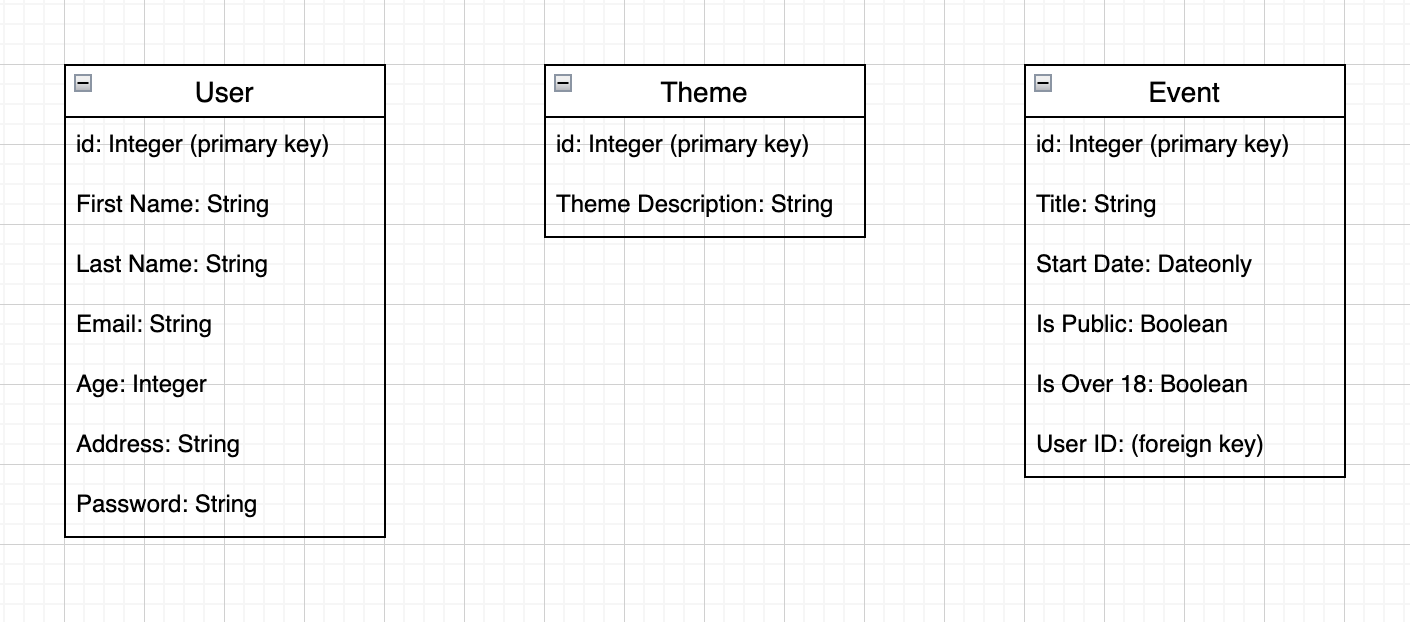 User
id: Integer (primary key)
First Name: String
Last Name: String
Email: String
Age: Integer
Address: String
Password: String
Theme
id: Integer (primary key)
Theme Description: String
Event
id: Integer (primary key)
Title: String
Start Date: Dateonly
Is Public: Boolean
Is Over 18: Boolean
User ID: (foreign key)